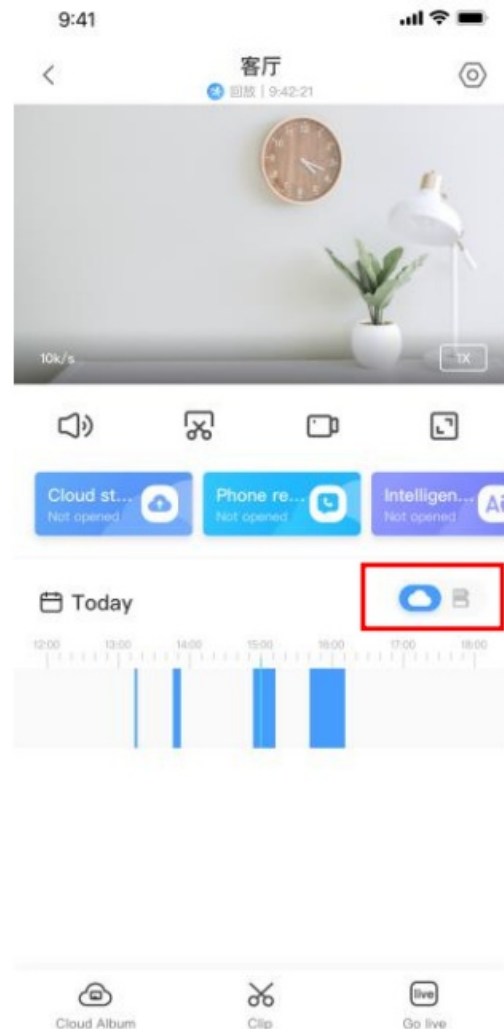 9:41
客厅
回放 | 9:42:21
10k/s
1X
Cloud st...
Not opened
Phone re...
Not opened
Intelligen...
Not opened
Today
12:00 13:00 14:00 15:00 16:00 17:00 18:00
Cloud Album
Clip
live
Go live